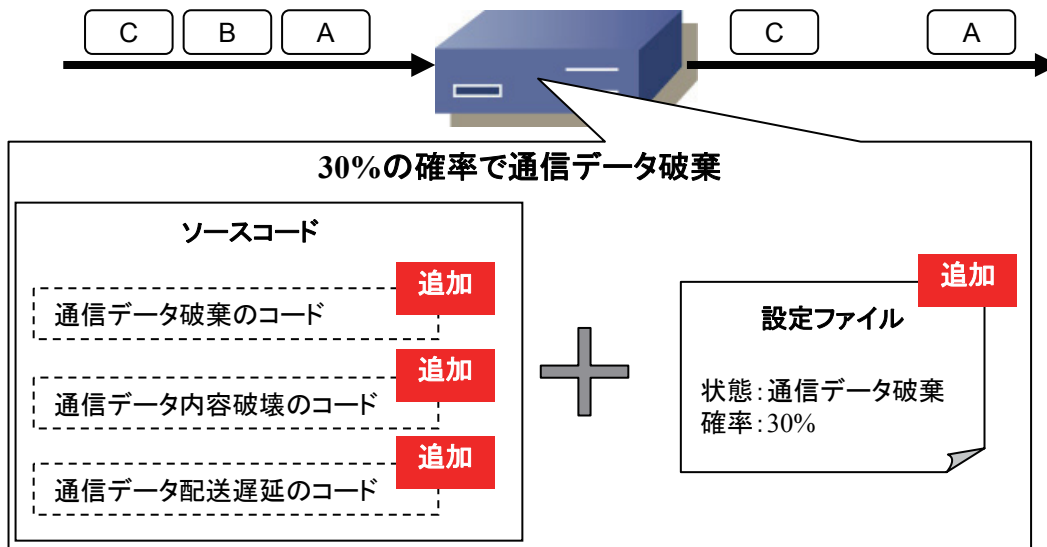 C B A
C A
30%の確率で通信データ破棄
ソースコード
追加
通信データ破棄のコード
追加
通信データ内容破壊のコード
追加
通信データ配送遅延のコード
追加
設定ファイル
状態：通信データ破棄
確率：30%